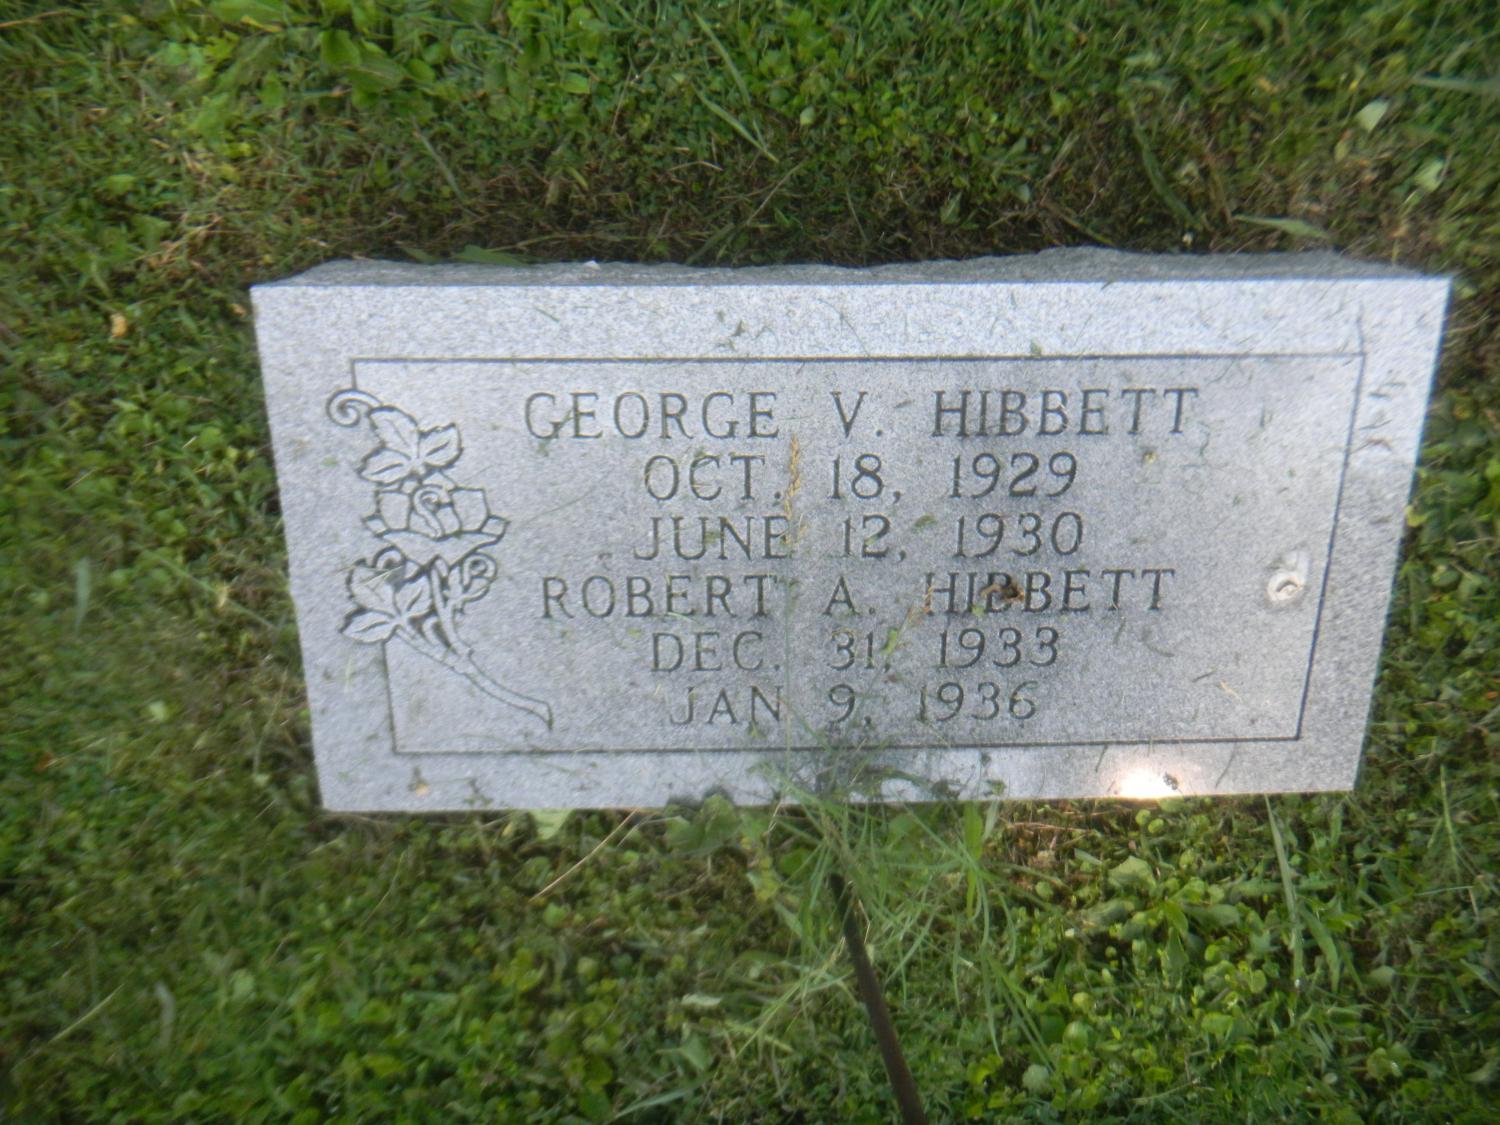 GEORGE V. HIBBETT
OCT. 18, 1929
JUNE 12, 1930
ROBERT A. HIBBETT
DEC. 31, 1933
JAN 9, 1936